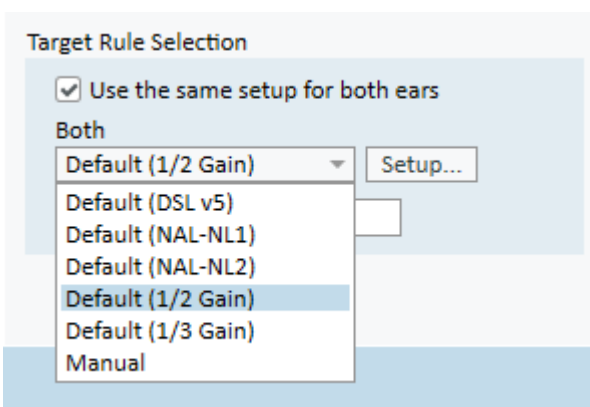 Target Rule Selection
Use the same setup for both ears
Both
Default (1/2 Gain) Setup...
Default (DSL v5)
Default (NAL-NL1)
Default (NAL-NL2)
Default (1/2 Gain)
Default (1/3 Gain)
Manual